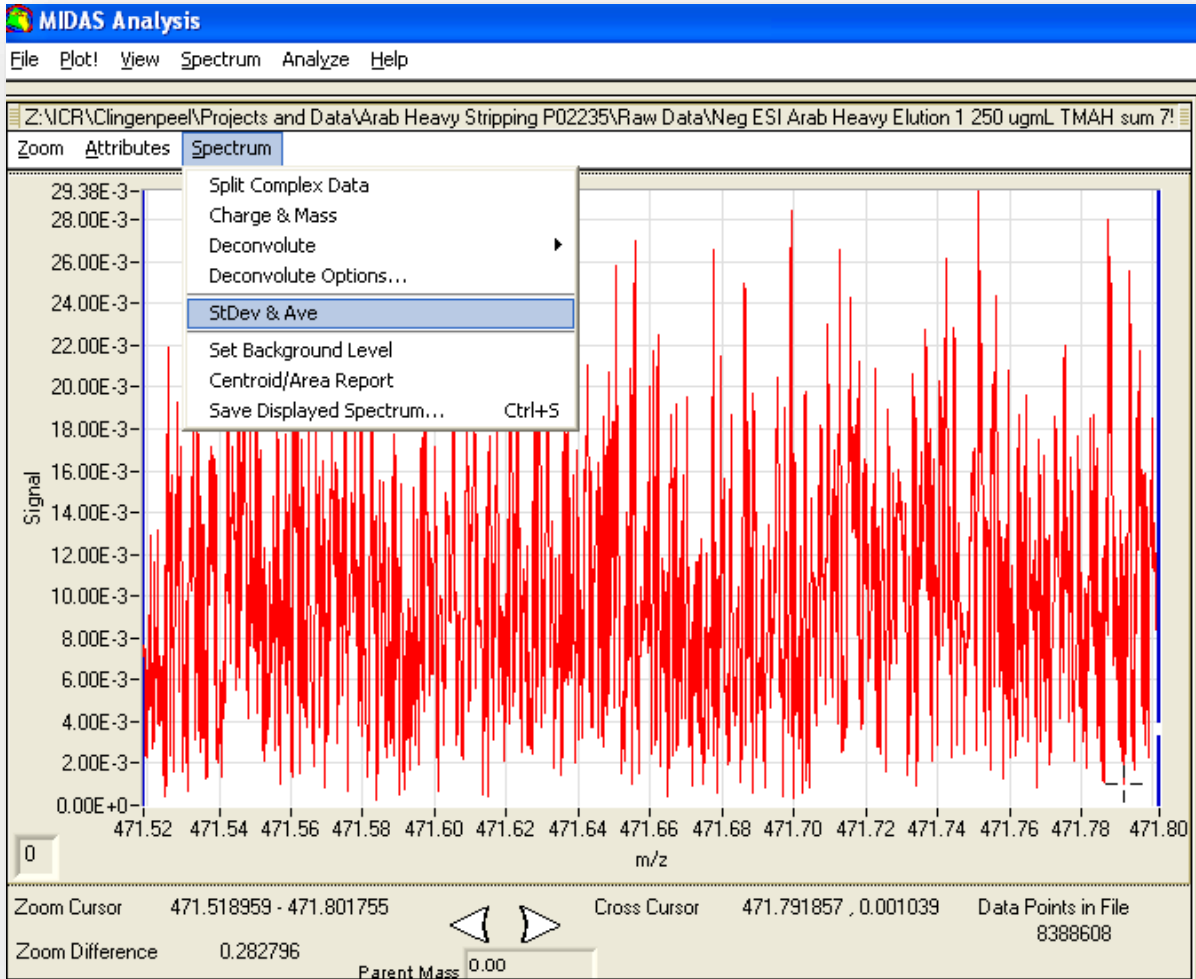 MIDAS Analysis
File Plot! View Spectrum Analyze Help
Z:\ICR\Clingenpeel\Projects and Data\Arab Heavy Stripping P02235\Raw Data\Neg ESI Arab Heavy Elution 1 250 ugmL TMAH sum 7!
Zoom Attributes Spectrum
Split Complex Data
Charge & Mass
Deconvolute
Deconvolute Options...
StDev & Ave
Set Background Level
Centroid/Area Report
Save Displayed Spectrum... Ctrl+S
29.38E-3
28.00E-3
26.00E-3
24.00E-3
22.00E-3
20.00E-3
18.00E-3
16.00E-3
14.00E-3
12.00E-3
10.00E-3
8.00E-3
6.00E-3
4.00E-3
2.00E-3
0.00E+0
Signal
471.52 471.54 471.56 471.58 471.60 471.62 471.64 471.66 471.68 471.70 471.72 471.74 471.76 471.78 471.80
0
m/z
Zoom Cursor 471.518959 - 471.801755 Cross Cursor 471.791857 , 0.001039 Data Points in File
8388608
Zoom Difference 0.282796
Parent Mass 0.00